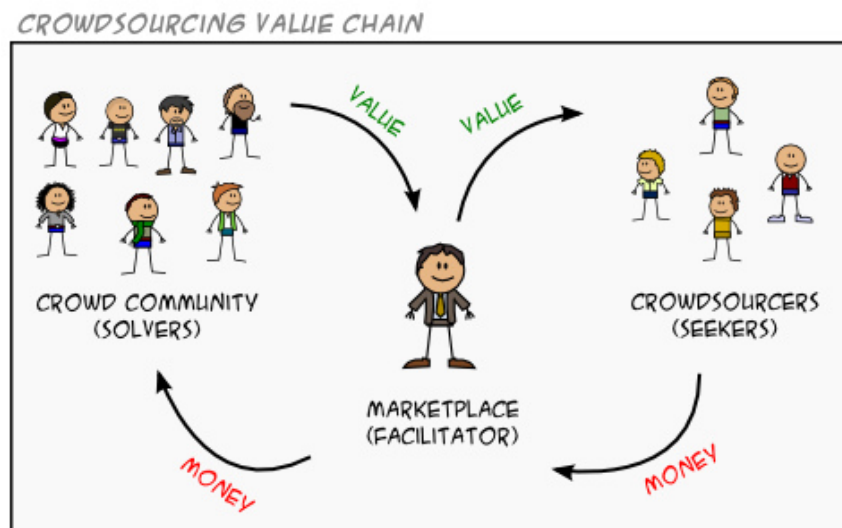 CROWDSOURCING VALUE CHAIN
VALUE
VALUE
CROWD COMMUNITY
(SOLVERS)
CROWDSOURCERS
(SEEKERS)
MARKETPLACE
(FACILITATOR)
MONEY
MONEY